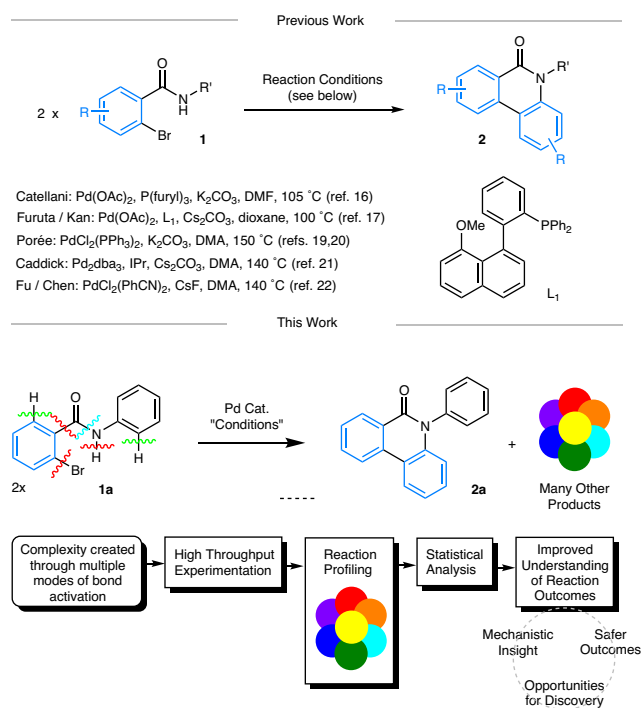 Previous Work
O
R'
N
H
2 x
R
Br
1
Reaction Conditions
(see below)
O
N
R'
R
2
R
Catellani: Pd(OAc)2, P(furyl)3, K2CO3, DMF, 105 ˚C (ref. 16)
Furuta / Kan: Pd(OAc)2, L1, Cs2CO3, dioxane, 100 ˚C (ref. 17)
Porée: PdCl2(PPh3)2, K2CO3, DMA, 150 ˚C (refs. 19,20)
Caddick: Pd2dba3, IPr, Cs2CO3, DMA, 140 ˚C (ref. 21)
Fu / Chen: PdCl2(PhCN)2, CsF, DMA, 140 ˚C (ref. 22)
OMe
PPh2
L1
This Work
H
O
N
H
H
Br
2x
1a
Pd Cat.
"Conditions"
O
N
2a
+
Many Other
Products
Complexity created
through multiple
modes of bond
activation
High Throughput
Experimentation
Reaction
Profiling
Statistical
Analysis
Improved
Understanding
of Reaction
Outcomes
Mechanistic
Insight
Safer
Outcomes
Opportunities
for Discovery